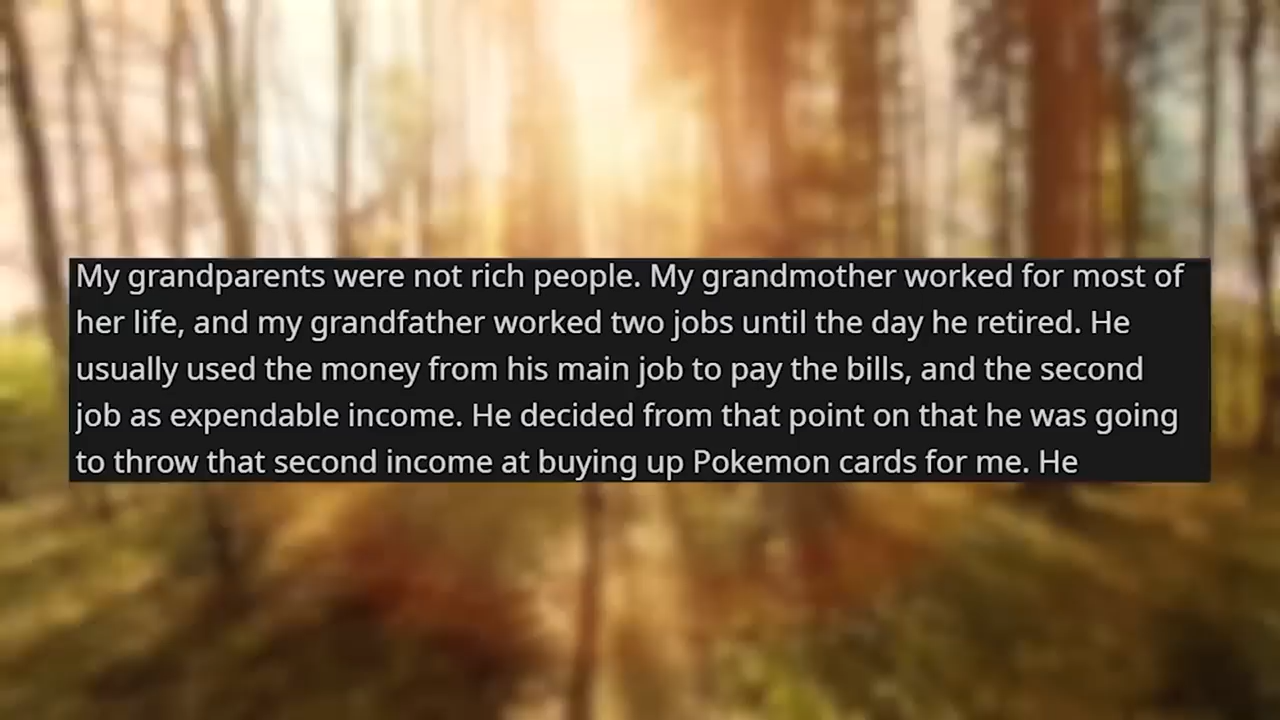 My grandparents were not rich people. My grandmother worked for most of
her life, and my grandfather worked two jobs until the day he retired. He
usually used the money from his main job to pay the bills, and the second
job as expendable income. He decided from that point on that he was going
to throw that second income at buying up Pokemon cards for me. He